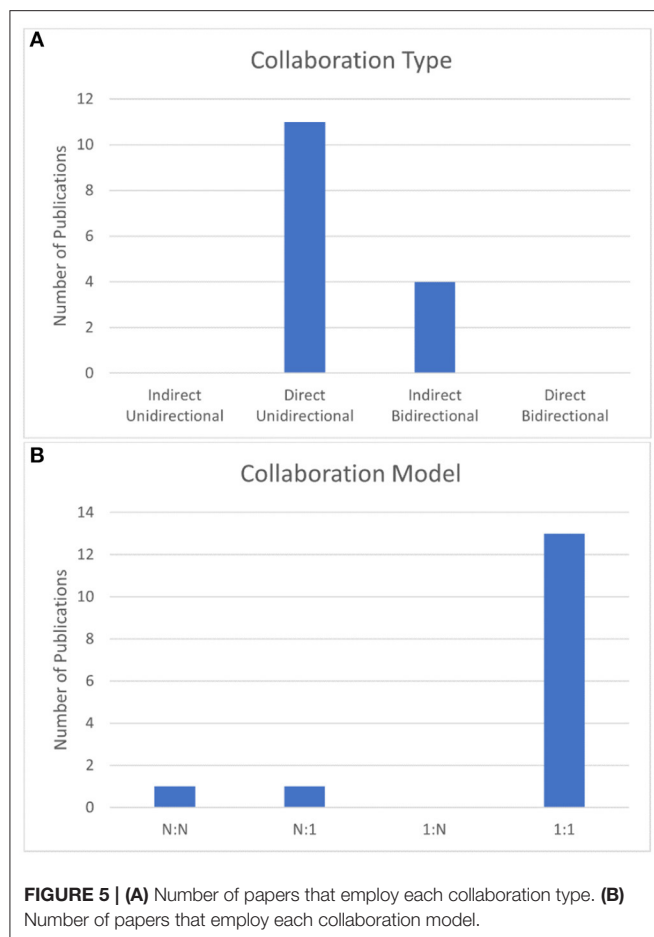 A
Collaboration Type
Number of Publications
12
10
8
6
4
2
0
Indirect Unidirectional
Direct Unidirectional
Indirect Bidirectional
Direct Bidirectional
B
Collaboration Model
Number of Publications
14
12
10
8
6
4
2
0
N:N
N:1
1:N
1:1
FIGURE 5 | (A) Number of papers that employ each collaboration type. (B)
Number of papers that employ each collaboration model.